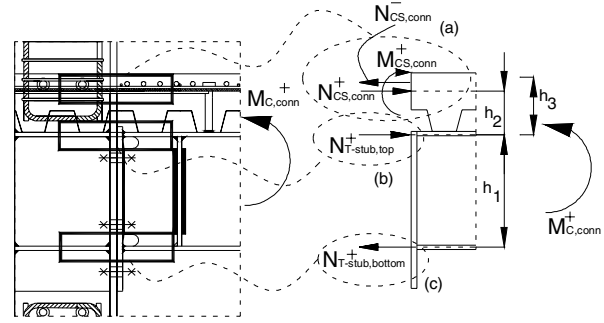 N⁻CS,conn
(a)
M⁺CS,conn
M⁺C,conn
N⁺CS,conn
h3
h2
N⁺T-stub,top
(b)
h1
M⁺C,conn
N⁺T-stub,bottom
(c)